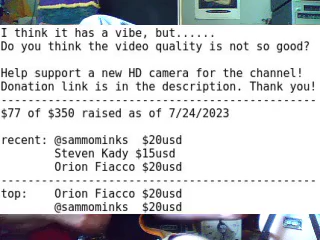 I think it has a vibe, but......
Do you think the video quality is not so good?
Help support a new HD camera for the channel!
Donation link is in the description. Thank you!
-----------------------------------------------
$77 of $350 raised as of 7/24/2023
recent: @sammominks  $20usd
Steven Kady $15usd
Orion Fiacco $20usd
-----------------------------------------------
top:    Orion Fiacco $20usd
@sammominks  $20usd